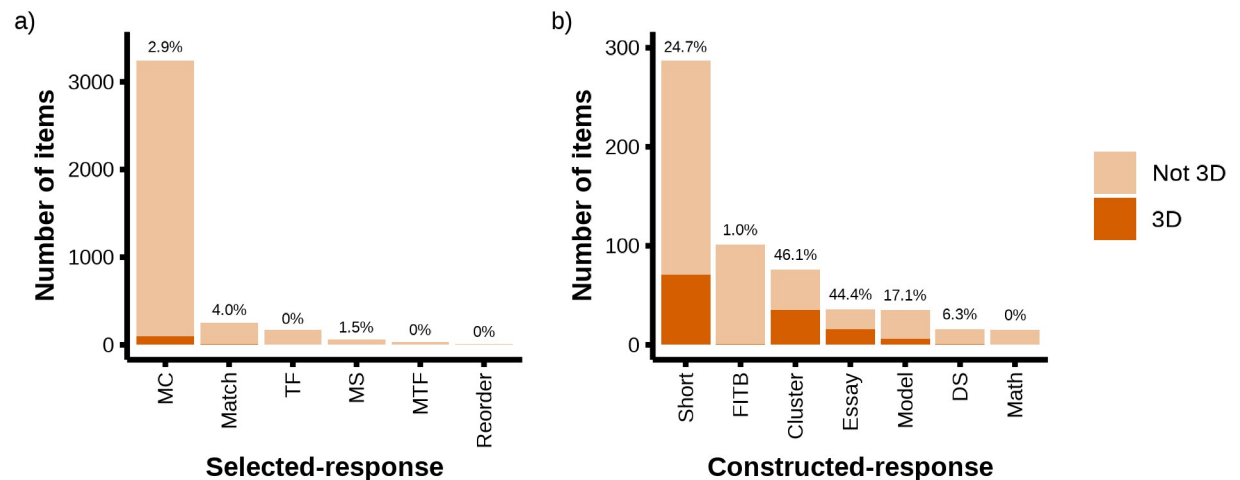 a)
Number of items
3000
2000
1000
0
2.9%
4.0%
0%
1.5%
0%
0%
MC
Match
TF
MS
MTF
Reorder
Selected-response
b)
Number of items
300
200
100
0
24.7%
1.0%
46.1%
44.4%
17.1%
6.3%
0%
Short
FITB
Cluster
Essay
Model
DS
Math
Constructed-response
Not 3D
3D